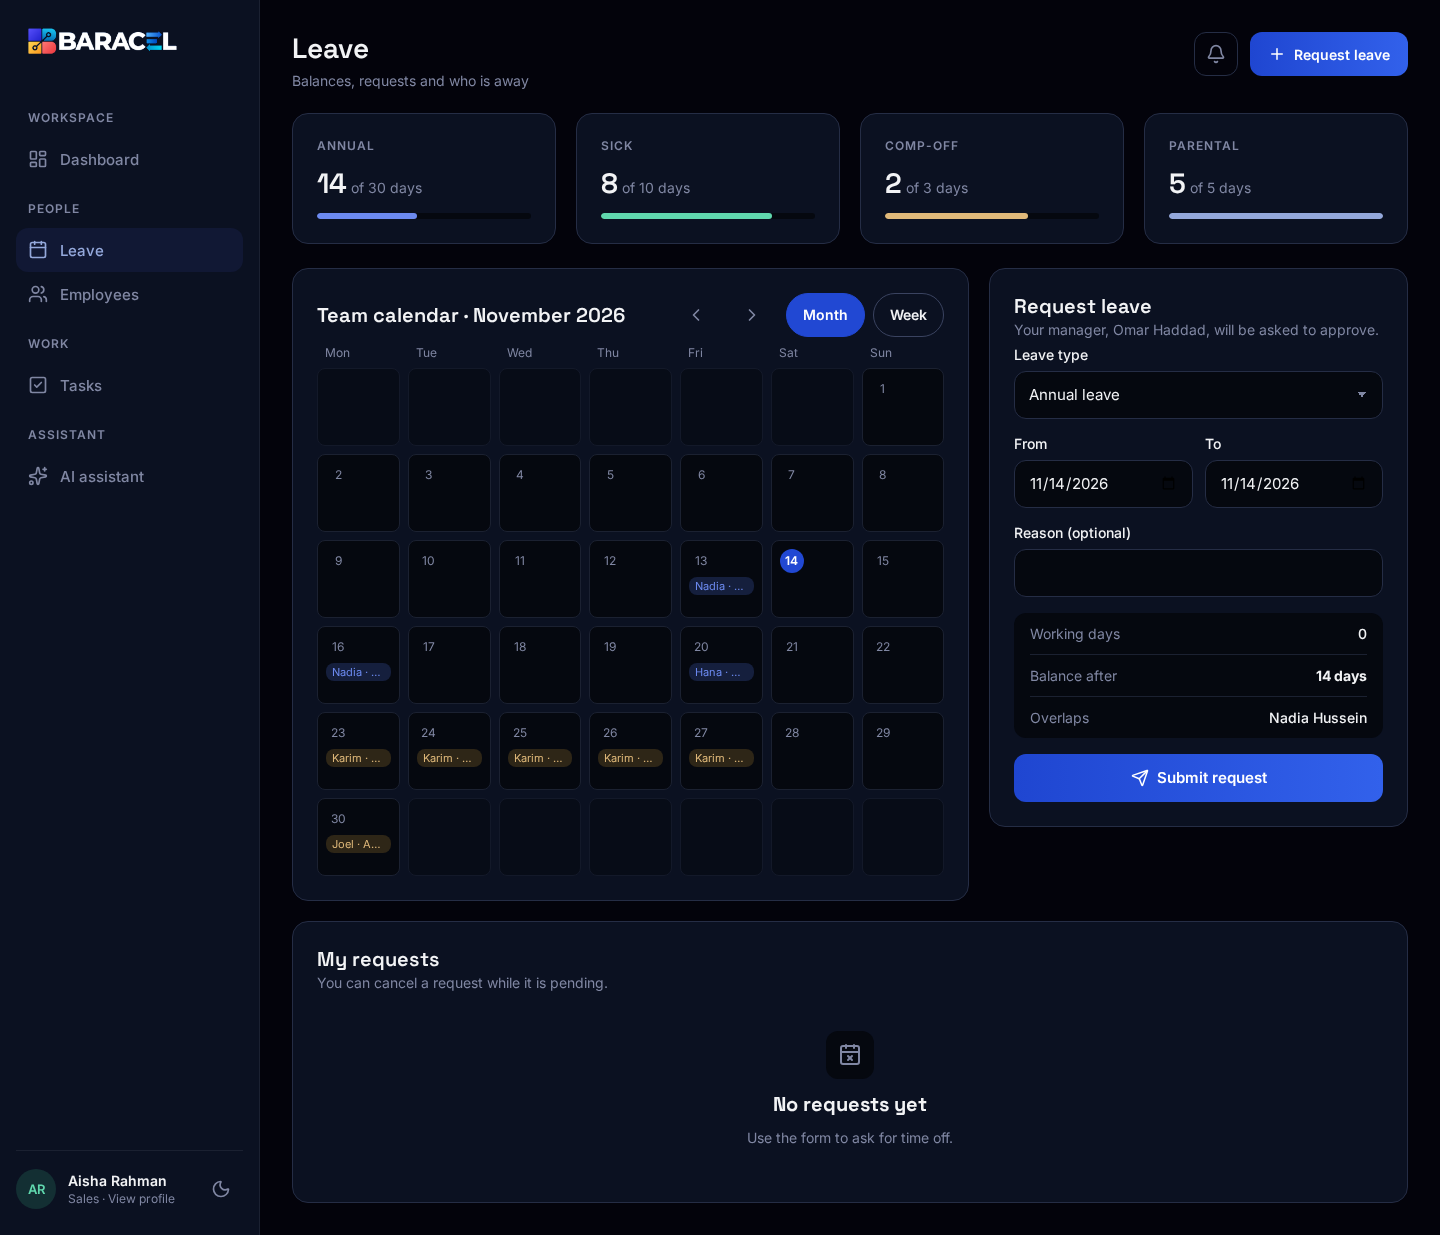 BARACEL
WORKSPACE
Dashboard
PEOPLE
Leave
Employees
WORK
Tasks
ASSISTANT
AI assistant
AR
Aisha Rahman
Sales · View profile
Leave
Balances, requests and who is away
Request leave
ANNUAL
14 of 30 days
SICK
8 of 10 days
COMP-OFF
2 of 3 days
PARENTAL
5 of 5 days
Team calendar · November 2026
Month
Week
Mon Tue Wed Thu Fri Sat Sun
1
2 3 4 5 6 7 8
9 10 11 12 13 14 15
Nadia · ...
16 17 18 19 20 21 22
Nadia · ... Hana · ...
23 24 25 26 27 28 29
Karim · ... Karim · ... Karim · ... Karim · ... Karim · ...
30
Joel · A...
Request leave
Your manager, Omar Haddad, will be asked to approve.
Leave type
Annual leave
From To
11/14/2026 11/14/2026
Reason (optional)
Working days 0
Balance after 14 days
Overlaps Nadia Hussein
Submit request
My requests
You can cancel a request while it is pending.
No requests yet
Use the form to ask for time off.